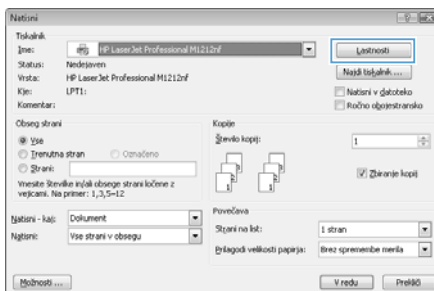 Natisni
Tiskalnik
Ime: HP LaserJet Professional M1212nf
Lastnosti
Status: Nedejaven
Vrsta: HP LaserJet Professional M1212nf
Najdi tiskalnik ...
Kje: LPT1:
Natisni v datoteko
Komentar:
Ročno obojestransko
Obseg strani
Vse
Trenutna stran
Označeno
Strani:
Vnesite številke in/ali obsege strani ločene z
vejicami. Na primer: 1,3,5–12
Kopije
Število kopij: 1
Zbiranje kopij
Natisni - kaj: Dokument
Natisni: Vse strani v obsegu
Povečava
Strani na list: 1 stran
Prilagodi velikosti papirja: Brez spremembe merila
Možnosti ...
V redu
Prekliči